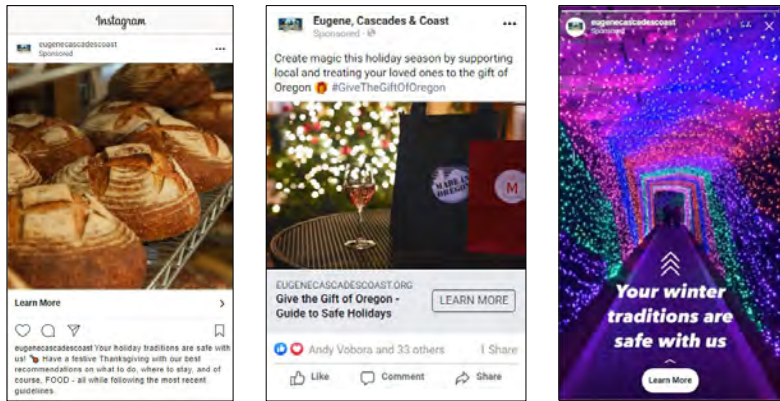 Instagram
eugenecascadescoast
Sponsored
Learn More
eugenecascadescoast Your holiday traditions are safe with
us! 🍗 Have a festive Thanksgiving with our best
recommendations on what to do, where to stay, and of
course, FOOD - all while following the most recent
guidelines.
Eugene, Cascades & Coast
Sponsored ·
Create magic this holiday season by supporting
local and treating your loved ones to the gift of
Oregon 🎁 #GiveTheGiftOfOregon
MADE IN
OREGON
M
EUGENECASCADESCOAST.ORG
Give the Gift of Oregon -
Guide to Safe Holidays
LEARN MORE
Andy Vobora and 33 others
1 Share
Like
Comment
Share
eugenecascadescoast
Sponsored
Your winter
traditions are
safe with us
Learn More